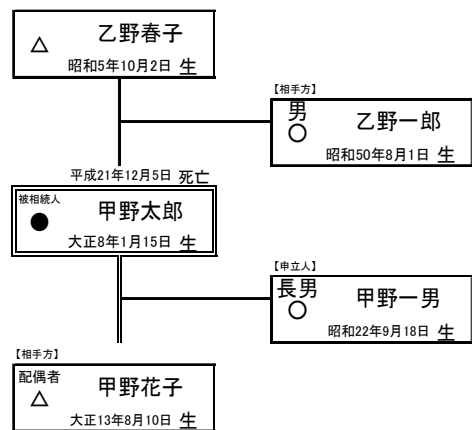 乙野春子
△
昭和5年10月2日 生
【相手方】
男
○
乙野一郎
昭和50年8月1日 生
平成21年12月5日 死亡
被相続人
●
甲野太郎
大正8年1月15日 生
【申立人】
長男
○
甲野一男
昭和22年9月18日 生
【相手方】
配偶者
△
甲野花子
大正13年8月10日 生